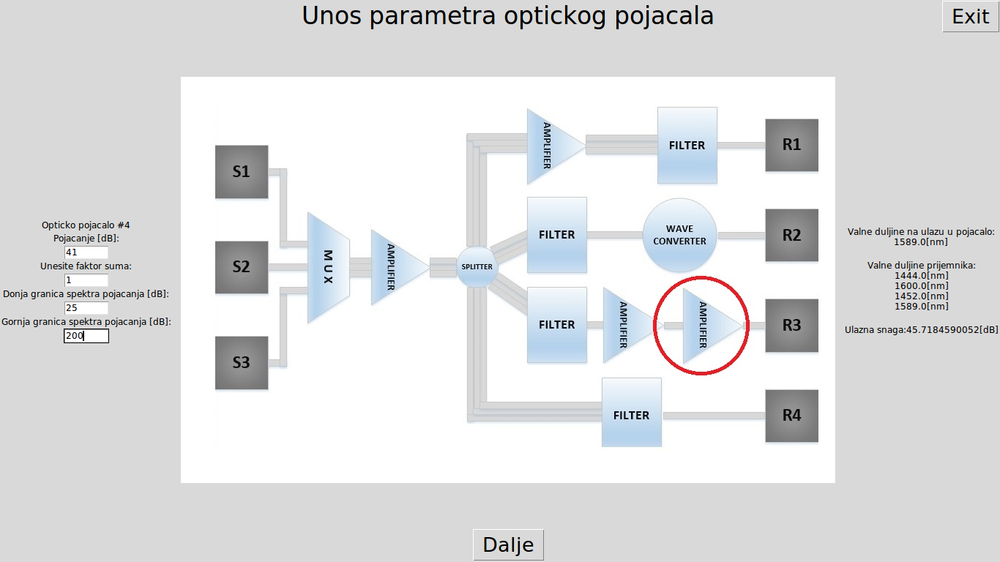 Unos parametra optickog pojacala
Exit
Opticko pojacalo #4
Pojacanje [dB]:
41
Unesite faktor suma:
1
Donja granica spektra pojacanja [dB]:
25
Gornja granica spektra pojacanja [dB]:
200
S1
S2
S3
MUX
AMPLIFIER
SPLITTER
AMPLIFIER
FILTER
R1
FILTER
WAVE
CONVERTER
R2
FILTER
AMPLIFIER
AMPLIFIER
R3
FILTER
R4
Valne duljine na ulazu u pojacalo:
1589.0[nm]
Valne duljine prijemnika:
1444.0[nm]
1600.0[nm]
1452.0[nm]
1589.0[nm]
Ulazna snaga:45.7184590052[dB]
Dalje